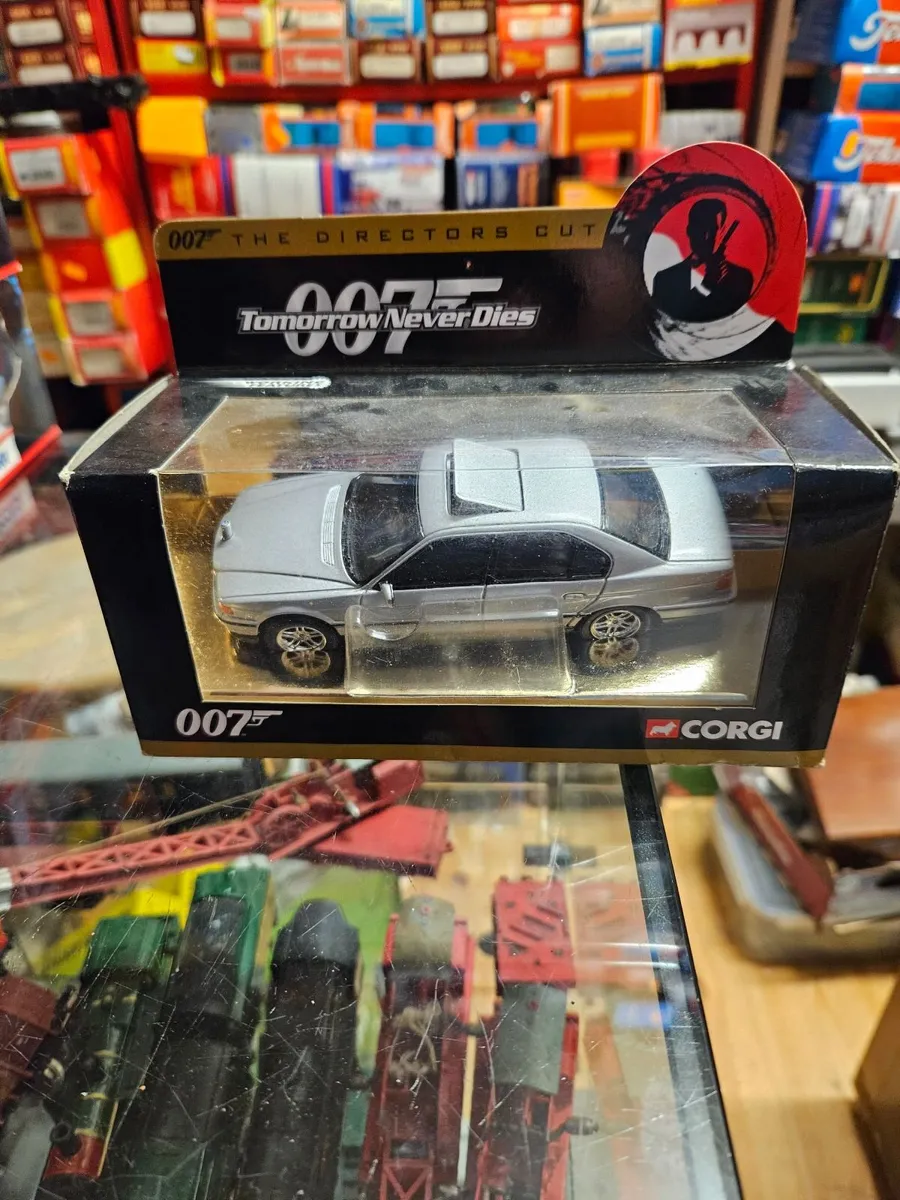 007 THE DIRECTORS CUT
007
Tomorrow Never Dies
007
CORGI